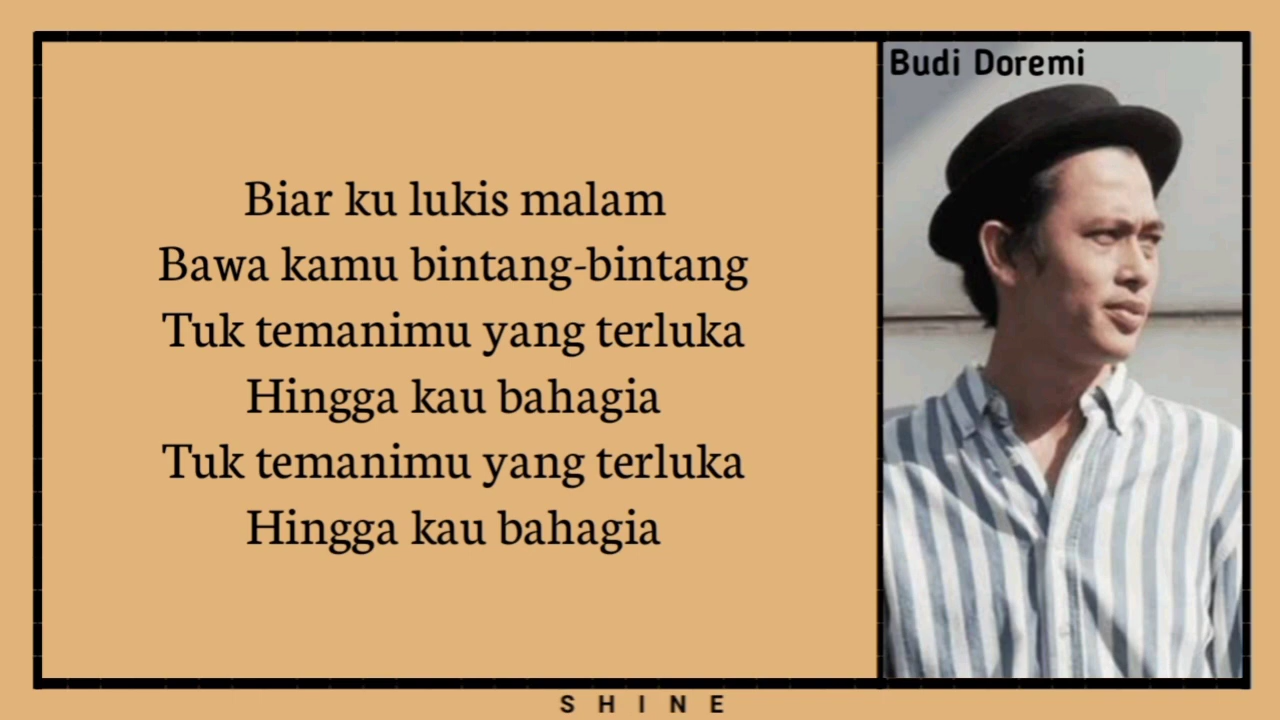 Budi Doremi
Biar ku lukis malam
Bawa kamu bintang-bintang
Tuk temanimu yang terluka
Hingga kau bahagia
Tuk temanimu yang terluka
Hingga kau bahagia
SHINE